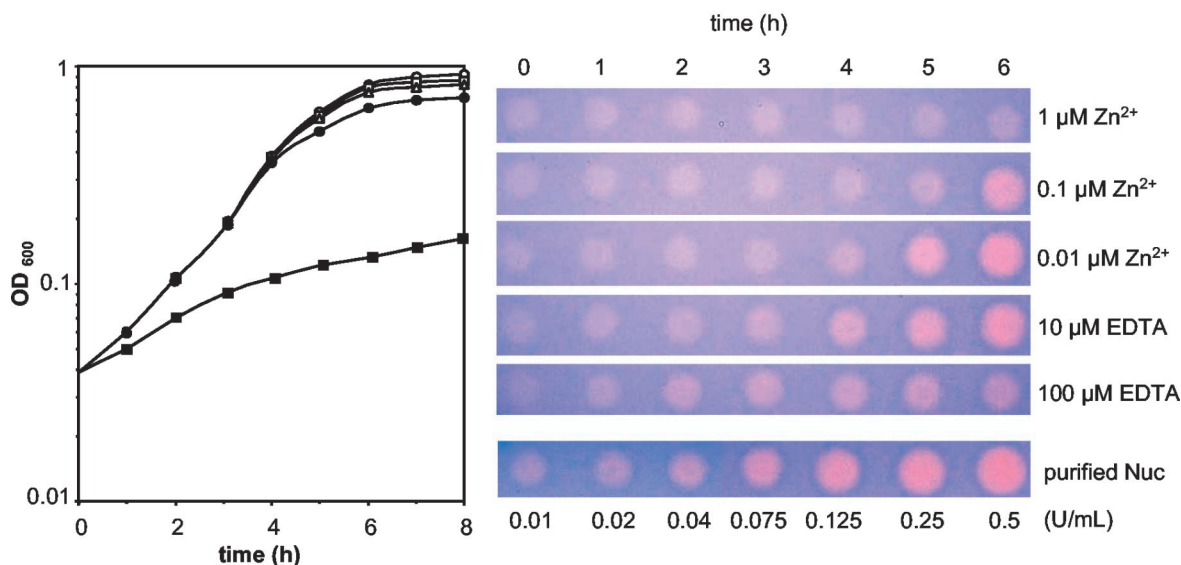 time (h)
0 1 2 3 4 5 6
1 µM Zn²⁺
0.1 µM Zn²⁺
0.01 µM Zn²⁺
10 µM EDTA
100 µM EDTA
purified Nuc
0.01 0.02 0.04 0.075 0.125 0.25 0.5 (U/mL)
1
0.1
0.01
OD 600
0 2 4 6 8
time (h)